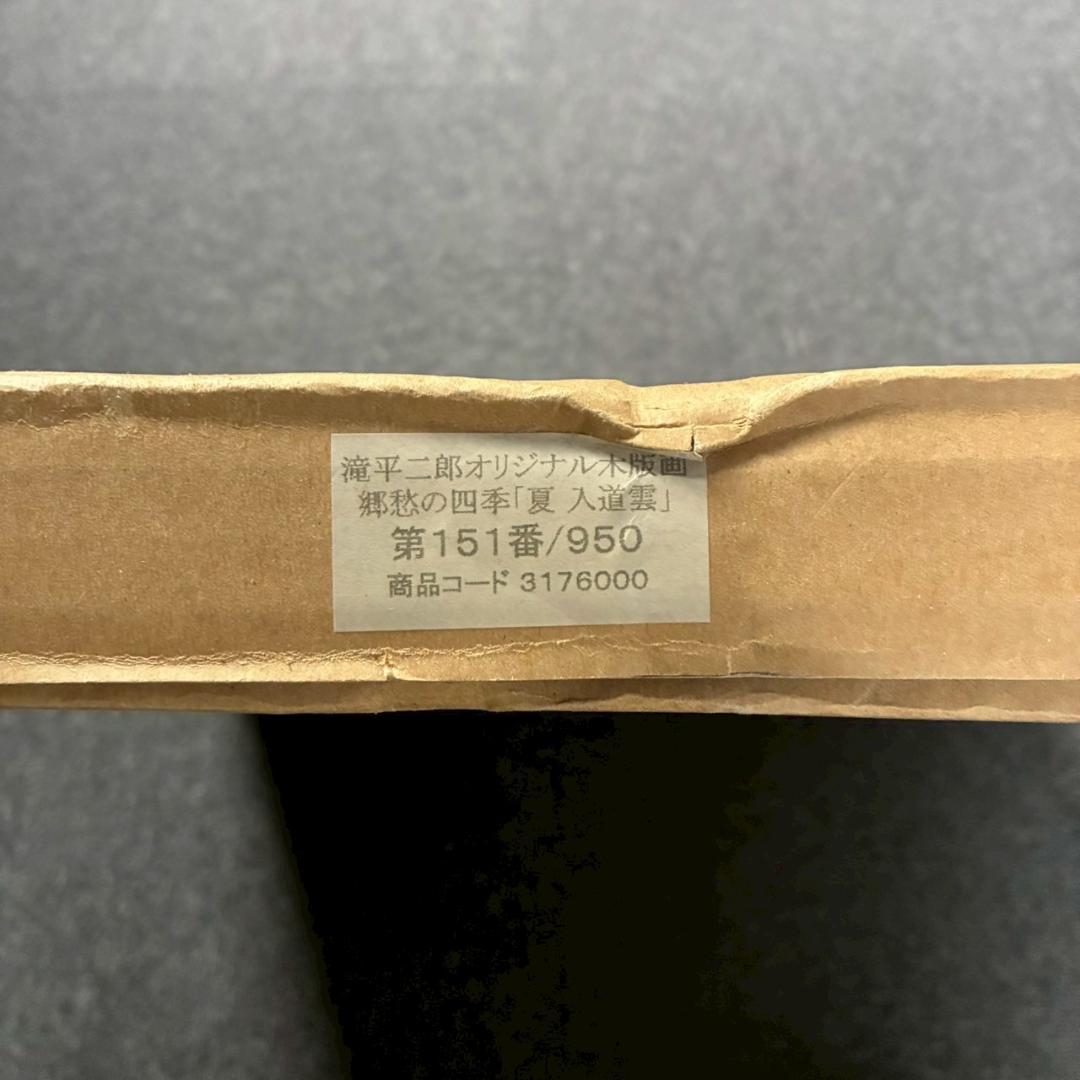 滝平二郎オリジナル木版画
郷愁の四季「夏 入道雲」
第151番/950
商品コード 3176000